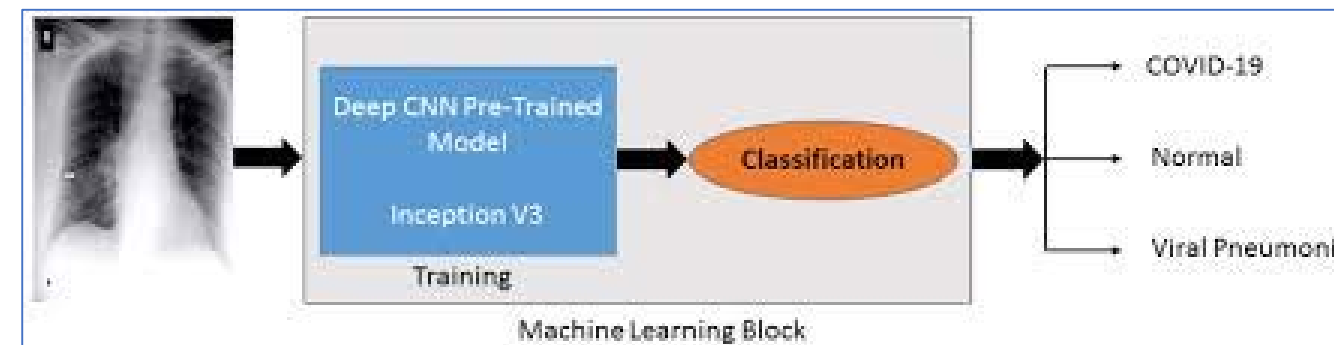 Deep CNN Pre-Trained
Model
Inception V3
Training
Classification
COVID-19
Normal
Viral Pneumoni
Machine Learning Block